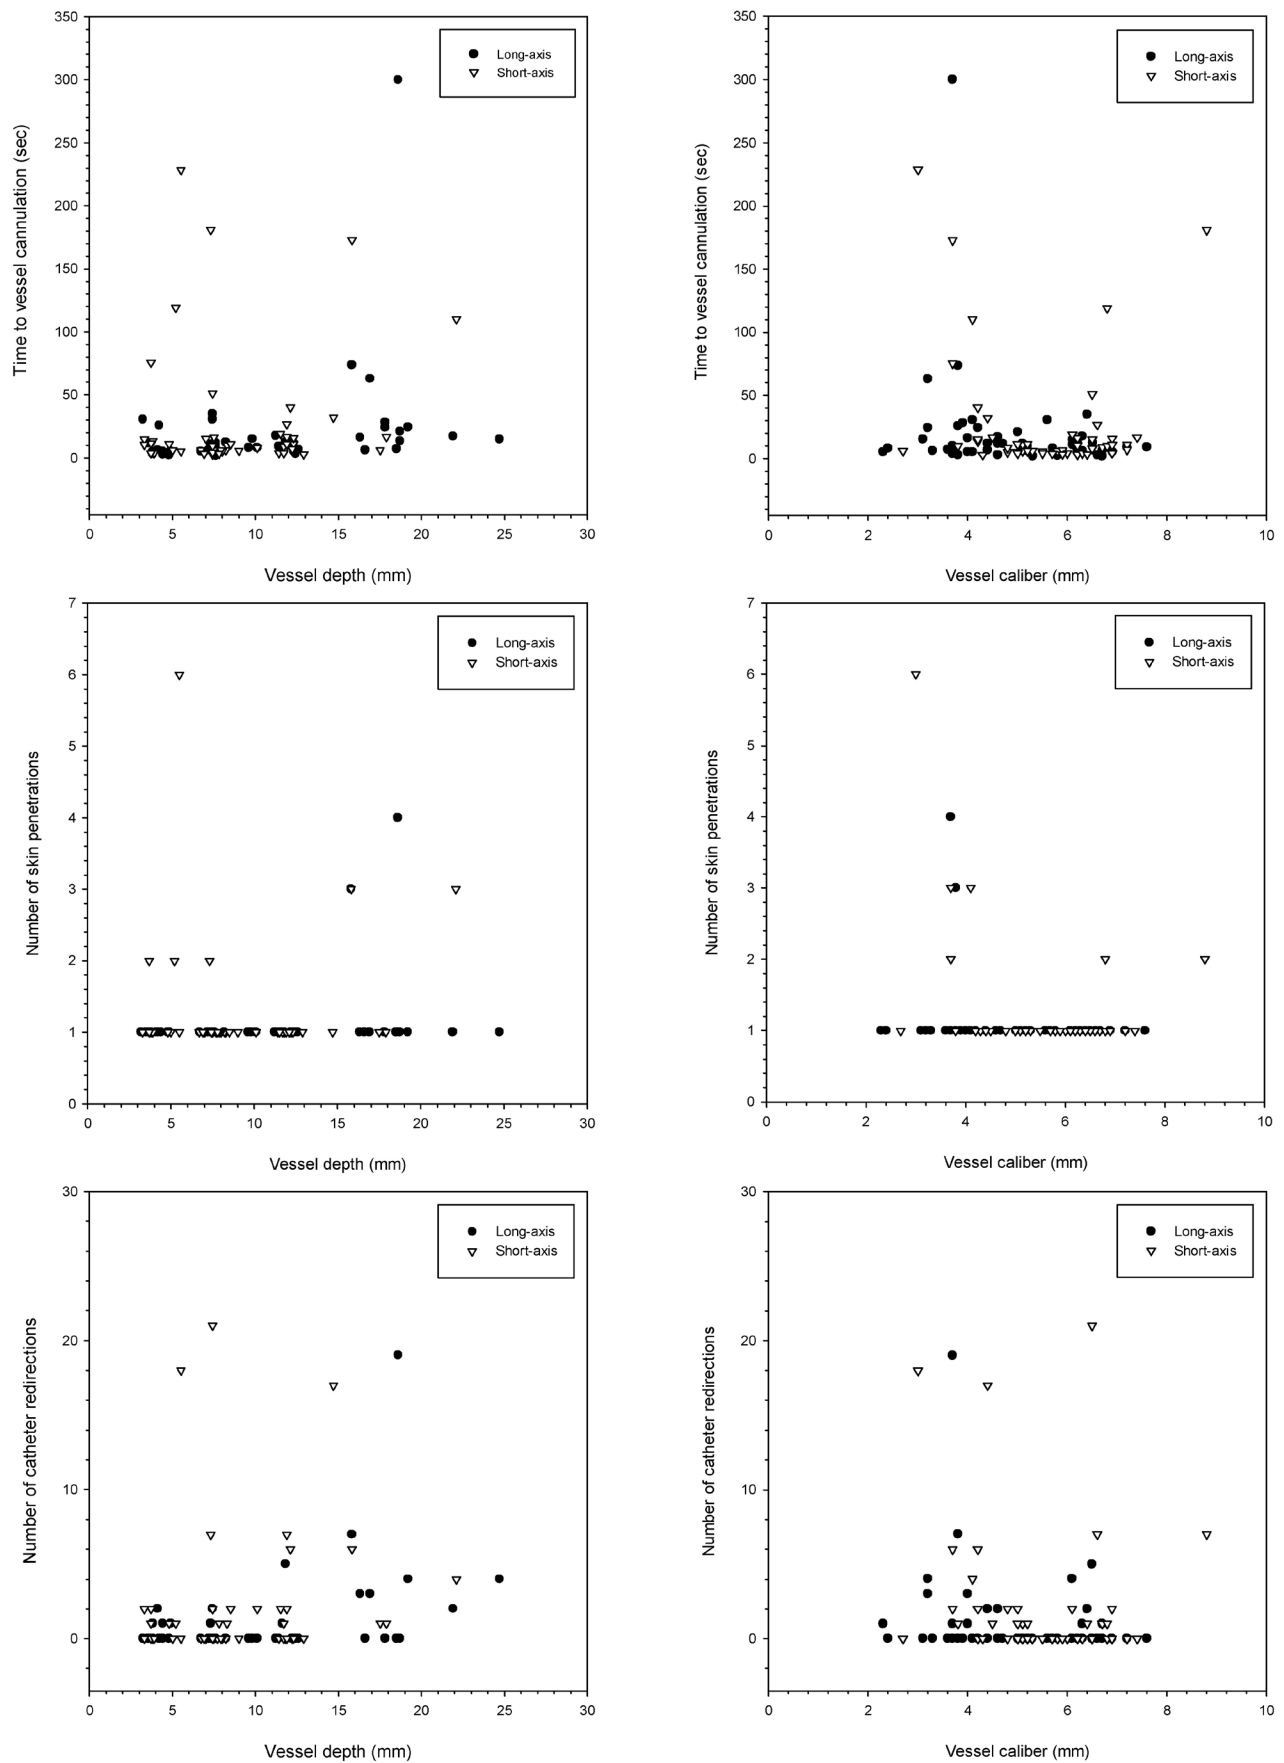 350
300
250
200
150
100
50
0
Time to vessel cannulation (sec)
Long-axis
Short-axis
0 5 10 15 20 25 30
Vessel depth (mm)
350
300
250
200
150
100
50
0
Time to vessel cannulation (sec)
Long-axis
Short-axis
0 2 4 6 8 10
Vessel caliber (mm)
7
6
5
4
3
2
1
0
Number of skin penetrations
Long-axis
Short-axis
0 5 10 15 20 25 30
Vessel depth (mm)
7
6
5
4
3
2
1
0
Number of skin penetrations
Long-axis
Short-axis
0 2 4 6 8 10
Vessel caliber (mm)
30
20
10
0
Number of catheter redirections
Long-axis
Short-axis
0 5 10 15 20 25 30
Vessel depth (mm)
30
20
10
0
Number of catheter redirections
Long-axis
Short-axis
0 2 4 6 8 10
Vessel caliber (mm)